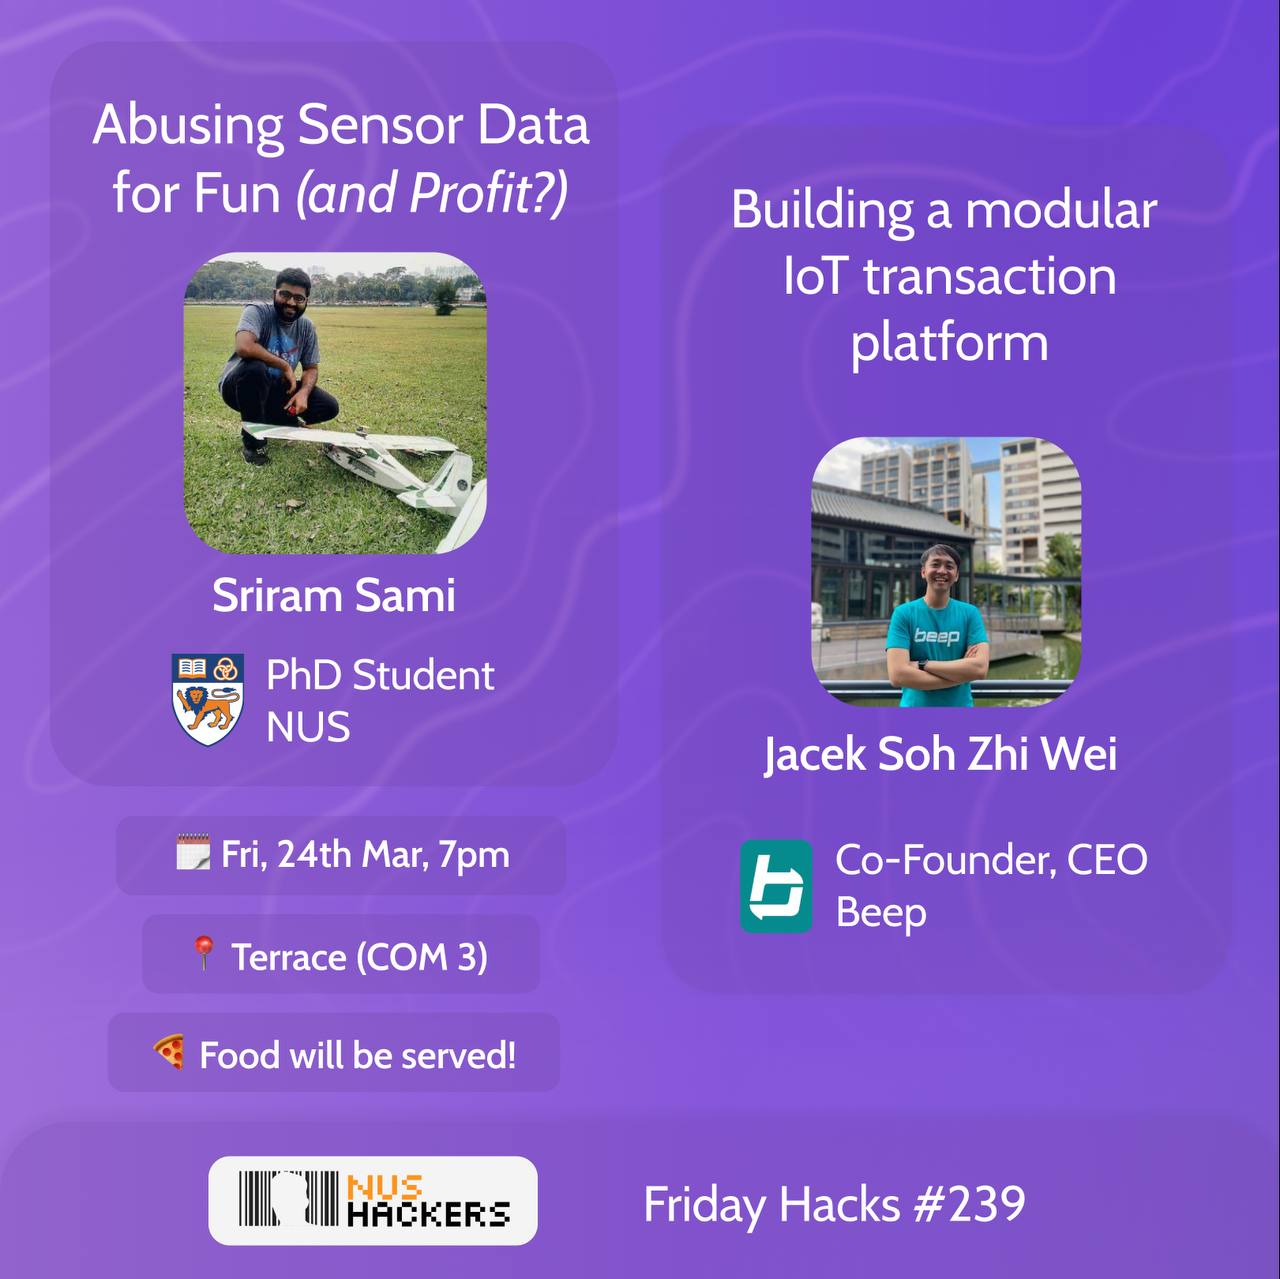 Abusing Sensor Data
for Fun (and Profit?)
Sriram Sami
PhD Student
NUS
Building a modular
IoT transaction
platform
beep
Jacek Soh Zhi Wei
Co-Founder, CEO
Beep
Fri, 24th Mar, 7pm
Terrace (COM 3)
Food will be served!
NUS
HACKERS
Friday Hacks #239